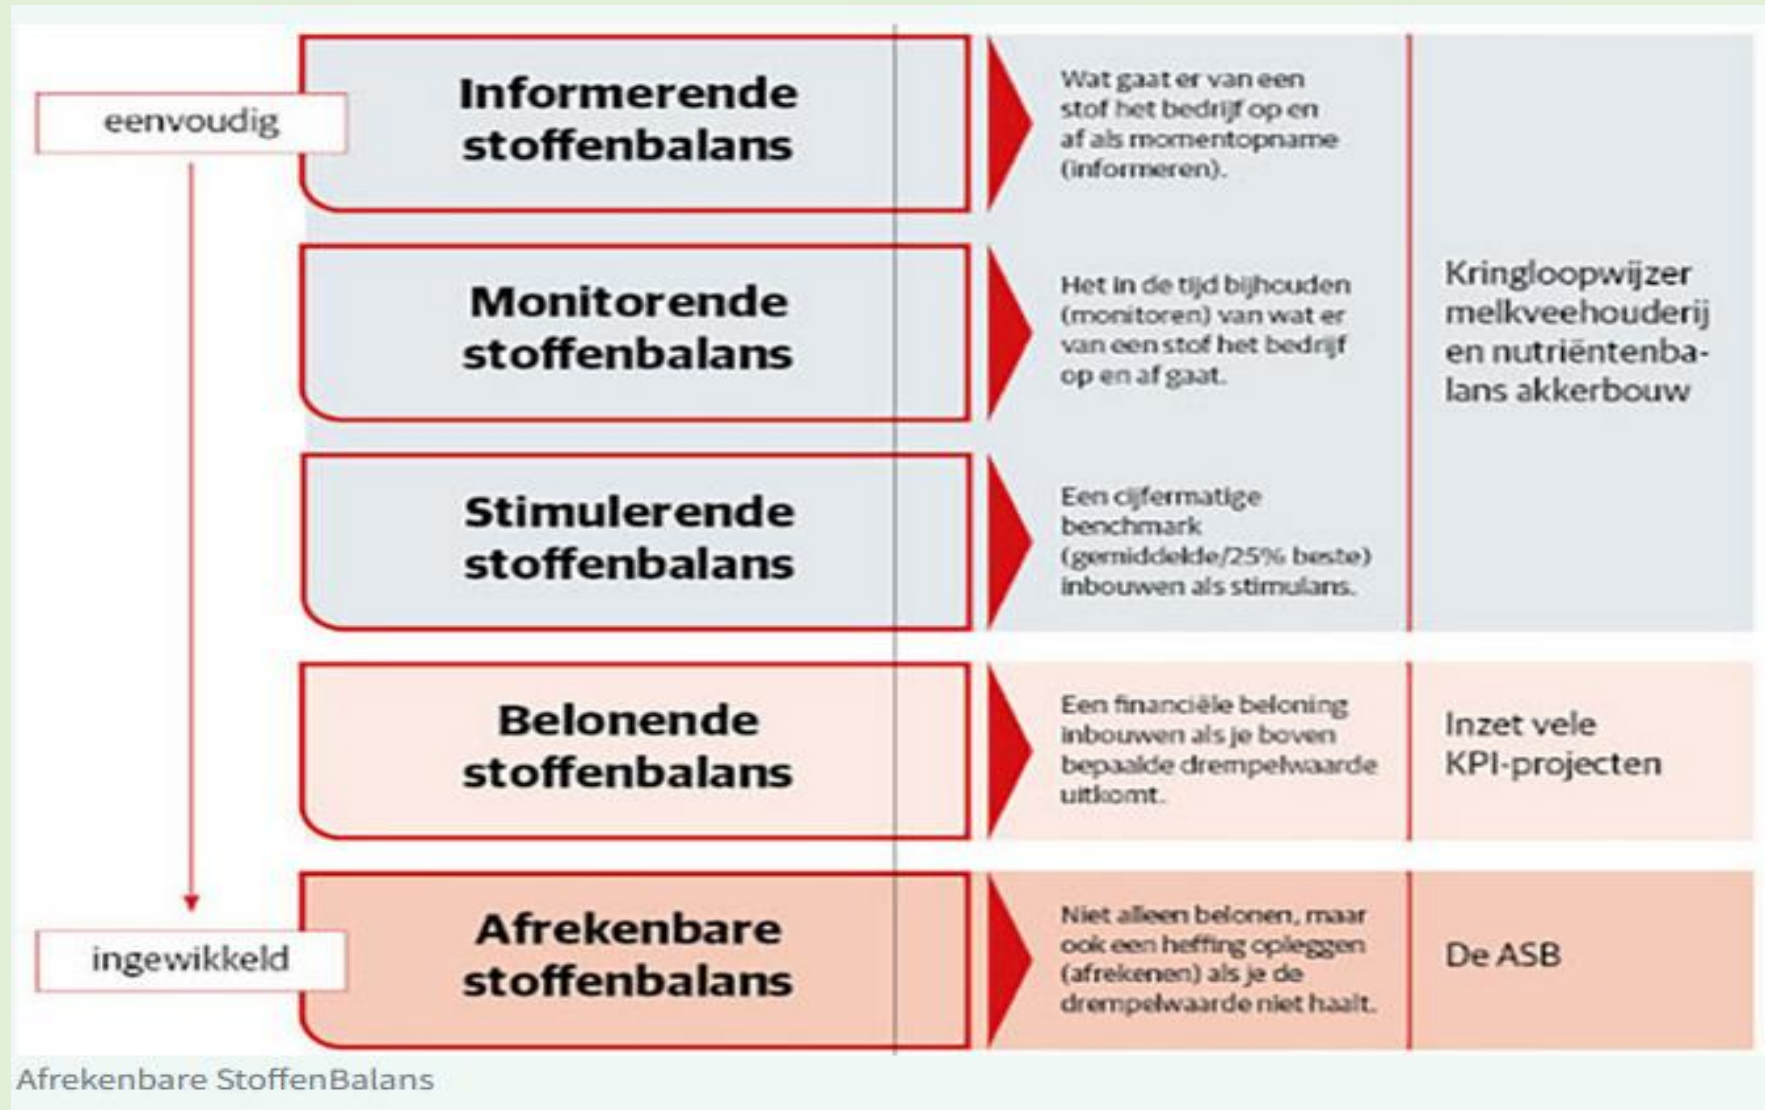 eenvoudig
Informerende
stoffenbalans
Wat gaat er van een
stof het bedrijf op en
af als momentopname
(informeren).
Monitorende
stoffenbalans
Het in de tijd bijhouden
(monitoren) van wat er
van een stof het bedrijf
op en af gaat.
Kringloopwijzer
melkveehouderij
en nutriëntenba-
lans akkerbouw
Stimulerende
stoffenbalans
Een cijfermatige
benchmark
(gemiddelde/25% beste)
inbouwen als stimulans.
Belonende
stoffenbalans
Een financiële beloning
inbouwen als je boven
bepaalde drempelwaarde
uitkomt.
Inzet vele
KPI-projecten
ingewikkeld
Afrekenbare
stoffenbalans
Niet alleen belonen, maar
ook een heffing opleggen
(afrekenen) als je de
drempelwaarde niet haalt.
De ASB
Afrekenbare StoffenBalans